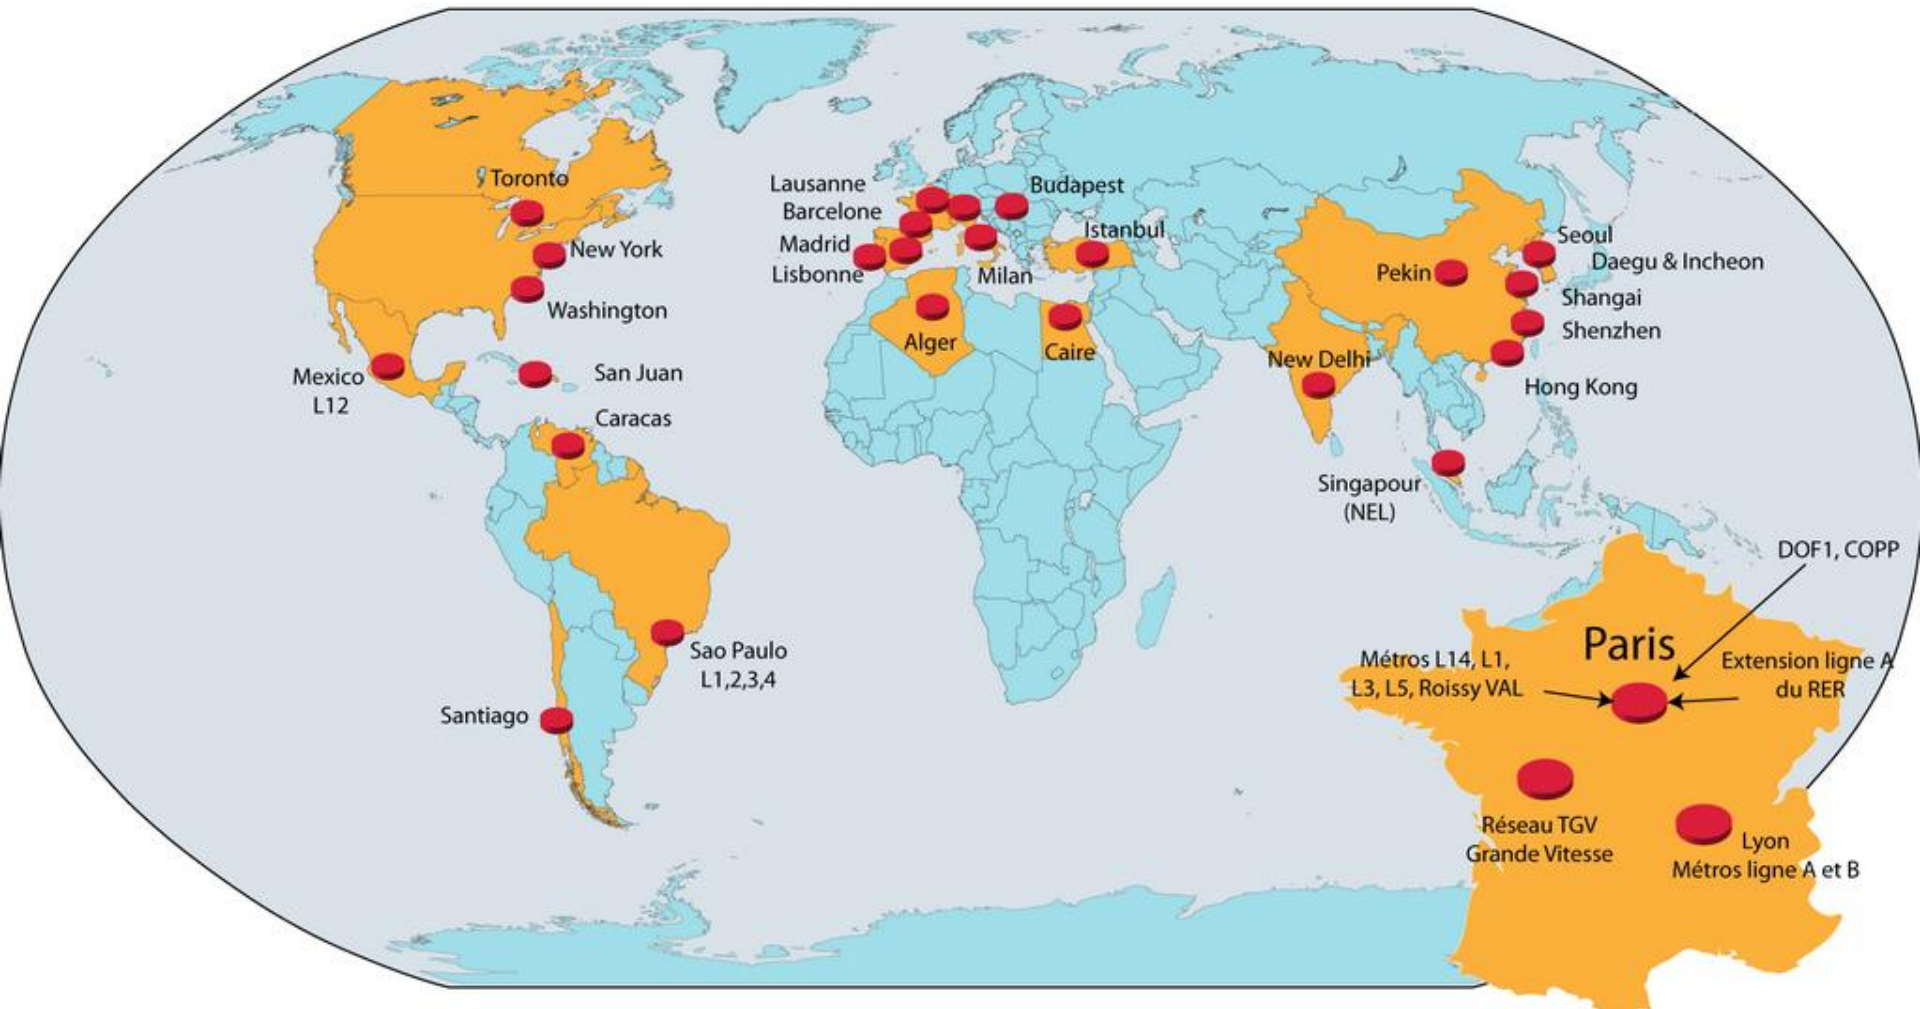 Toronto
New York
Washington
Mexico
L12
San Juan
Caracas
Sao Paulo
L1,2,3,4
Santiago
Lausanne
Barcelone
Madrid
Lisbonne
Budapest
Istanbul
Milan
Alger
Caire
New Delhi
Pekin
Seoul
Daegu & Incheon
Shangai
Shenzhen
Hong Kong
Singapour
(NEL)
DOF1, COPP
Paris
Métros L14, L1,
L3, L5, Roissy VAL
Extension ligne A
du RER
Réseau TGV
Grande Vitesse
Lyon
Métros ligne A et B